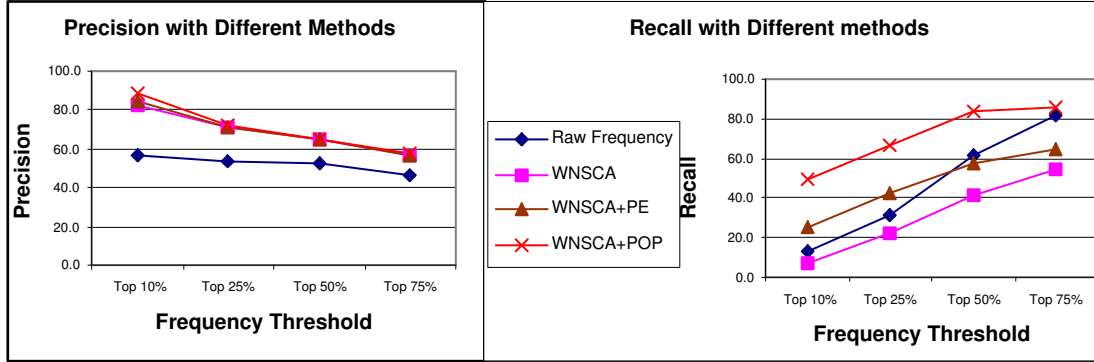 Precision with Different Methods
100.0
80.0
60.0
40.0
20.0
0.0
Precision
Top 10% Top 25% Top 50% Top 75%
Frequency Threshold
Raw Frequency
WNSCA
WNSCA+PE
WNSCA+POP
Recall with Different methods
100.0
80.0
60.0
40.0
20.0
0.0
Recall
Top 10% Top 25% Top 50% Top 75%
Frequency Threshold